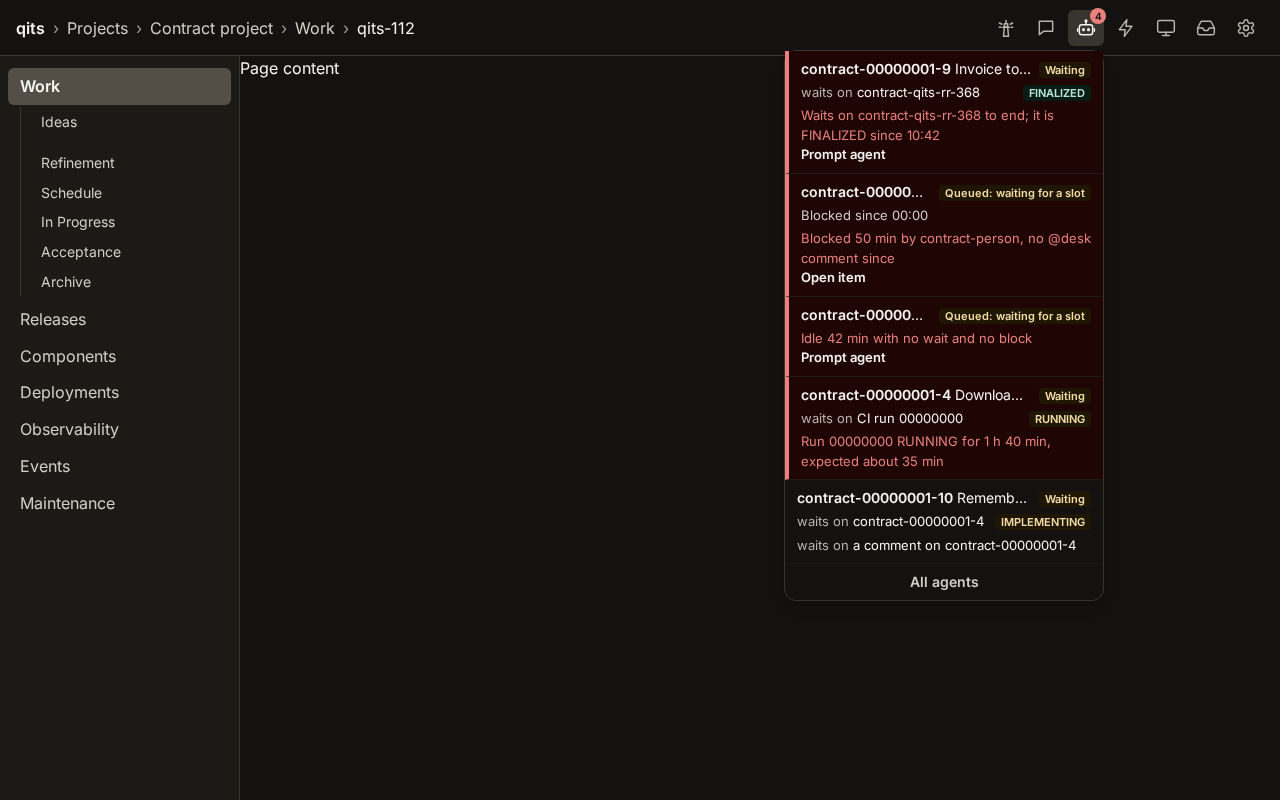 qits › Projects › Contract project › Work › qits-112
4
Work
Ideas
Refinement
Schedule
In Progress
Acceptance
Archive
Releases
Components
Deployments
Observability
Events
Maintenance
Page content
contract-00000001-9 Invoice to... Waiting
waits on contract-qits-rr-368 FINALIZED
Waits on contract-qits-rr-368 to end; it is
FINALIZED since 10:42
Prompt agent
contract-00000... Queued: waiting for a slot
Blocked since 00:00
Blocked 50 min by contract-person, no @desk
comment since
Open item
contract-00000... Queued: waiting for a slot
Idle 42 min with no wait and no block
Prompt agent
contract-00000001-4 Downloa... Waiting
waits on CI run 00000000 RUNNING
Run 00000000 RUNNING for 1 h 40 min,
expected about 35 min
contract-00000001-10 Rememb... Waiting
waits on contract-00000001-4 IMPLEMENTING
waits on a comment on contract-00000001-4
All agents